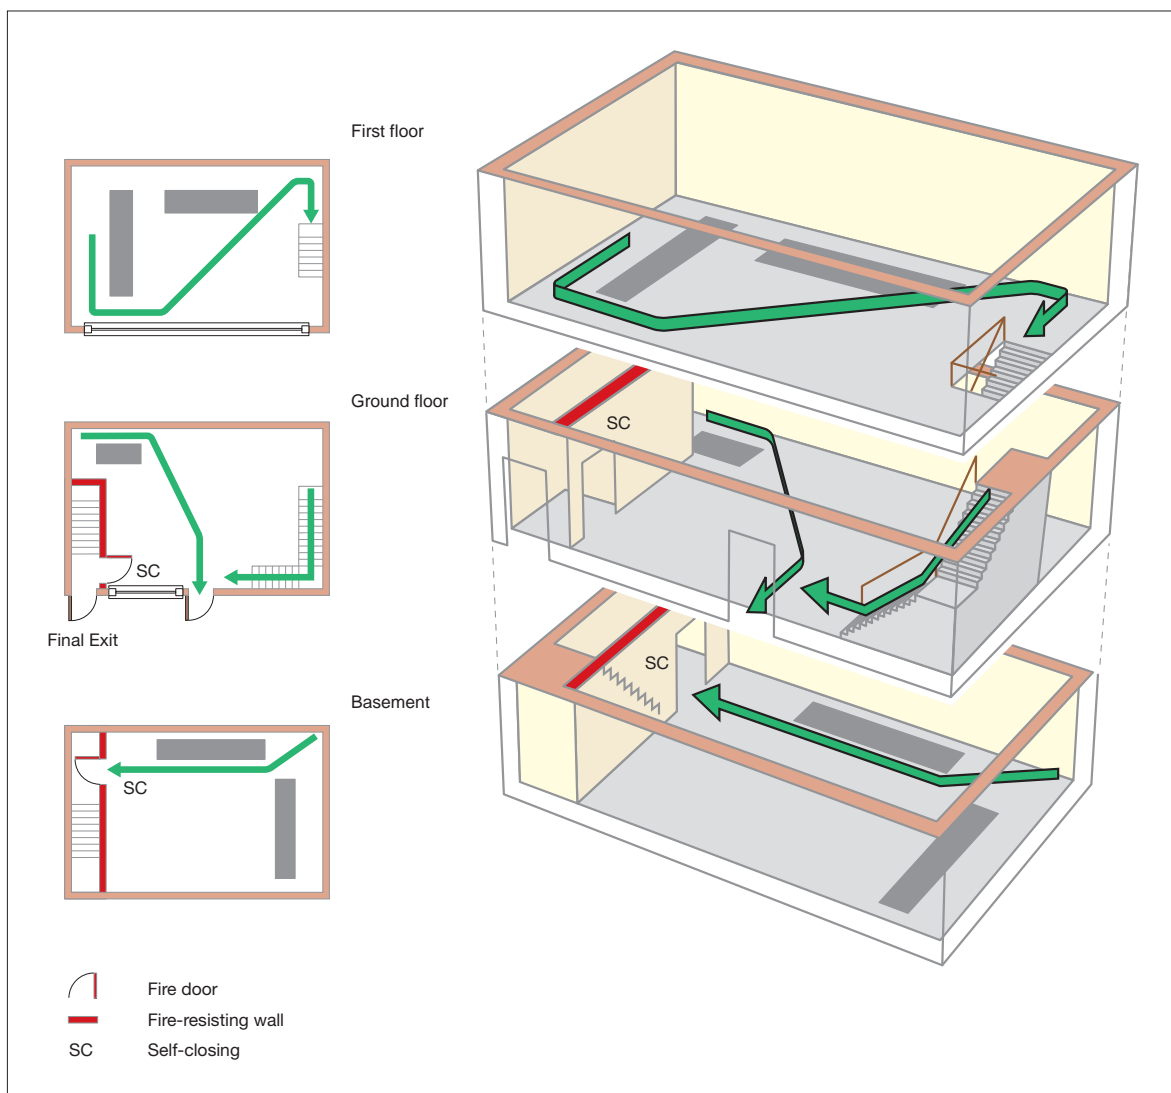 First floor
Ground floor
SC
SC
Final Exit
SC
Basement
SC
Fire door
Fire-resisting wall
SC Self-closing